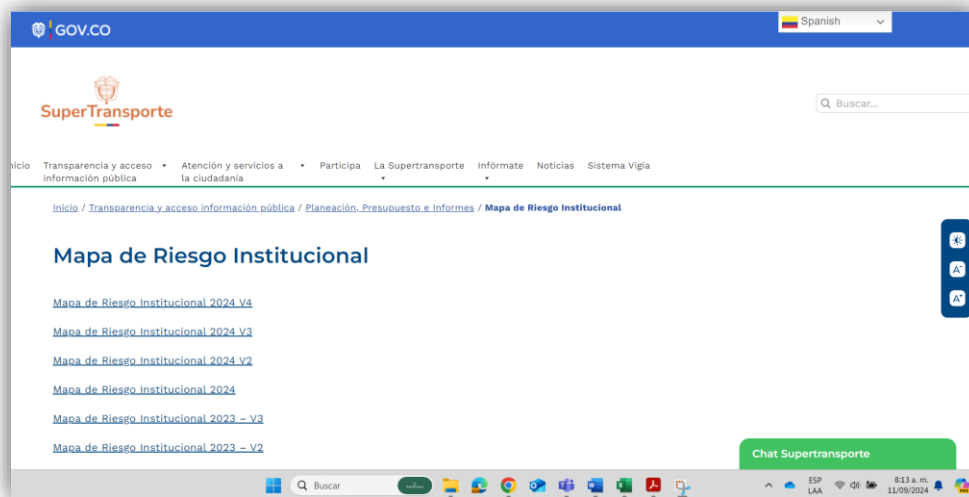 GOV.CO
Spanish
SuperTransporte
Buscar...
Transparencia y acceso
información pública
Atención y servicios a
la ciudadanía
Participa
La Supertransporte
Infórmate
Noticias
Sistema Vigía
Inicio / Transparencia y acceso información pública / Planeación, Presupuesto e Informes / Mapa de Riesgo Institucional
Mapa de Riesgo Institucional
Mapa de Riesgo Institucional 2024 V4
Mapa de Riesgo Institucional 2024 V3
Mapa de Riesgo Institucional 2024 V2
Mapa de Riesgo Institucional 2024
Mapa de Riesgo Institucional 2023 – V3
Mapa de Riesgo Institucional 2023 – V2
Chat Supertransporte
Buscar
ESP
LAA
8:13 a. m.
11/09/2024